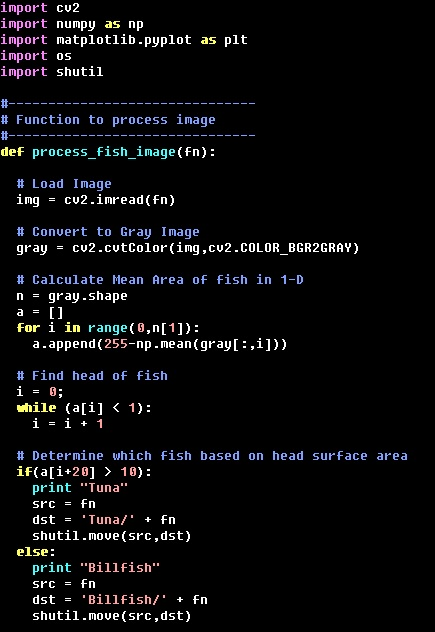 import cv2
import numpy as np
import matplotlib.pyplot as plt
import os
import shutil
#-------------------------------
# Function to process image
#-------------------------------
def process_fish_image(fn):
# Load Image
img = cv2.imread(fn)
# Convert to Gray Image
gray = cv2.cvtColor(img,cv2.COLOR_BGR2GRAY)
# Calculate Mean Area of fish in 1-D
n = gray.shape
a = []
for i in range(0,n[1]):
a.append(255-np.mean(gray[:,i]))
# Find head of fish
i = 0;
while (a[i] < 1):
i = i + 1
# Determine which fish based on head surface area
if(a[i+20] > 10):
print "Tuna"
src = fn
dst = 'Tuna/' + fn
shutil.move(src,dst)
else:
print "Billfish"
src = fn
dst = 'Billfish/' + fn
shutil.move(src,dst)